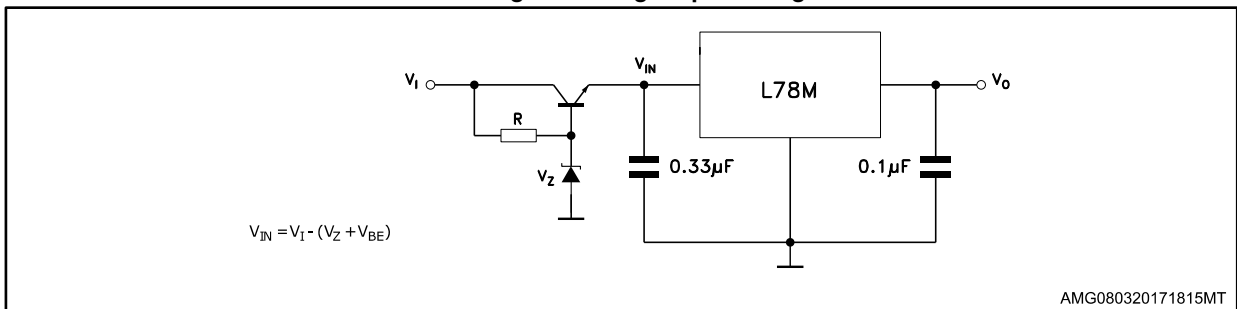 V_I
V_IN
L78M
V_O
R
V_Z
0.33µF
0.1µF
V_IN = V_I - (V_Z + V_BE)
AMG080320171815MT